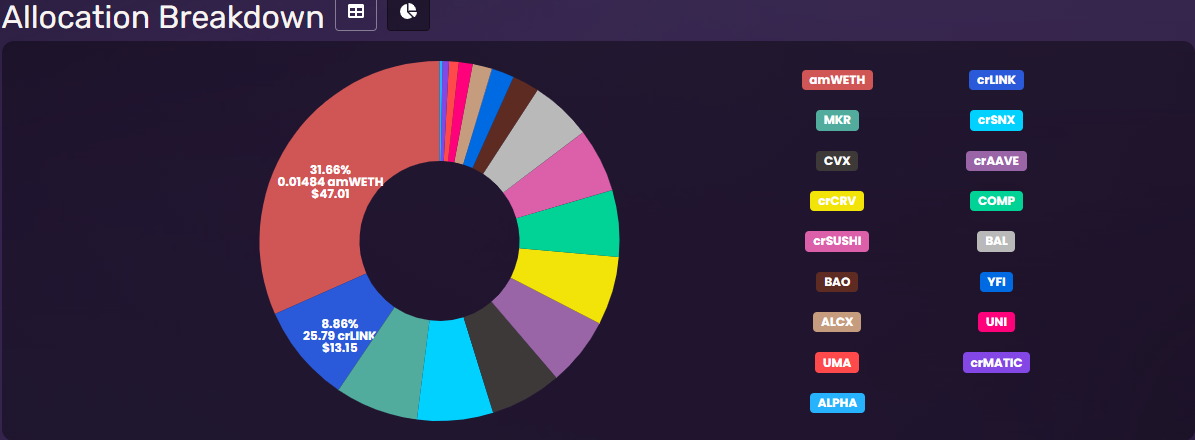 Allocation Breakdown
31.66%
0.01484 amWETH
$47.01
8.86%
25.79 crLINK
$13.15
amWETH
crLINK
MKR
crSNX
CVX
crAAVE
crCRV
COMP
crSUSHI
BAL
BAO
YFI
ALCX
UNI
UMA
crMATIC
ALPHA